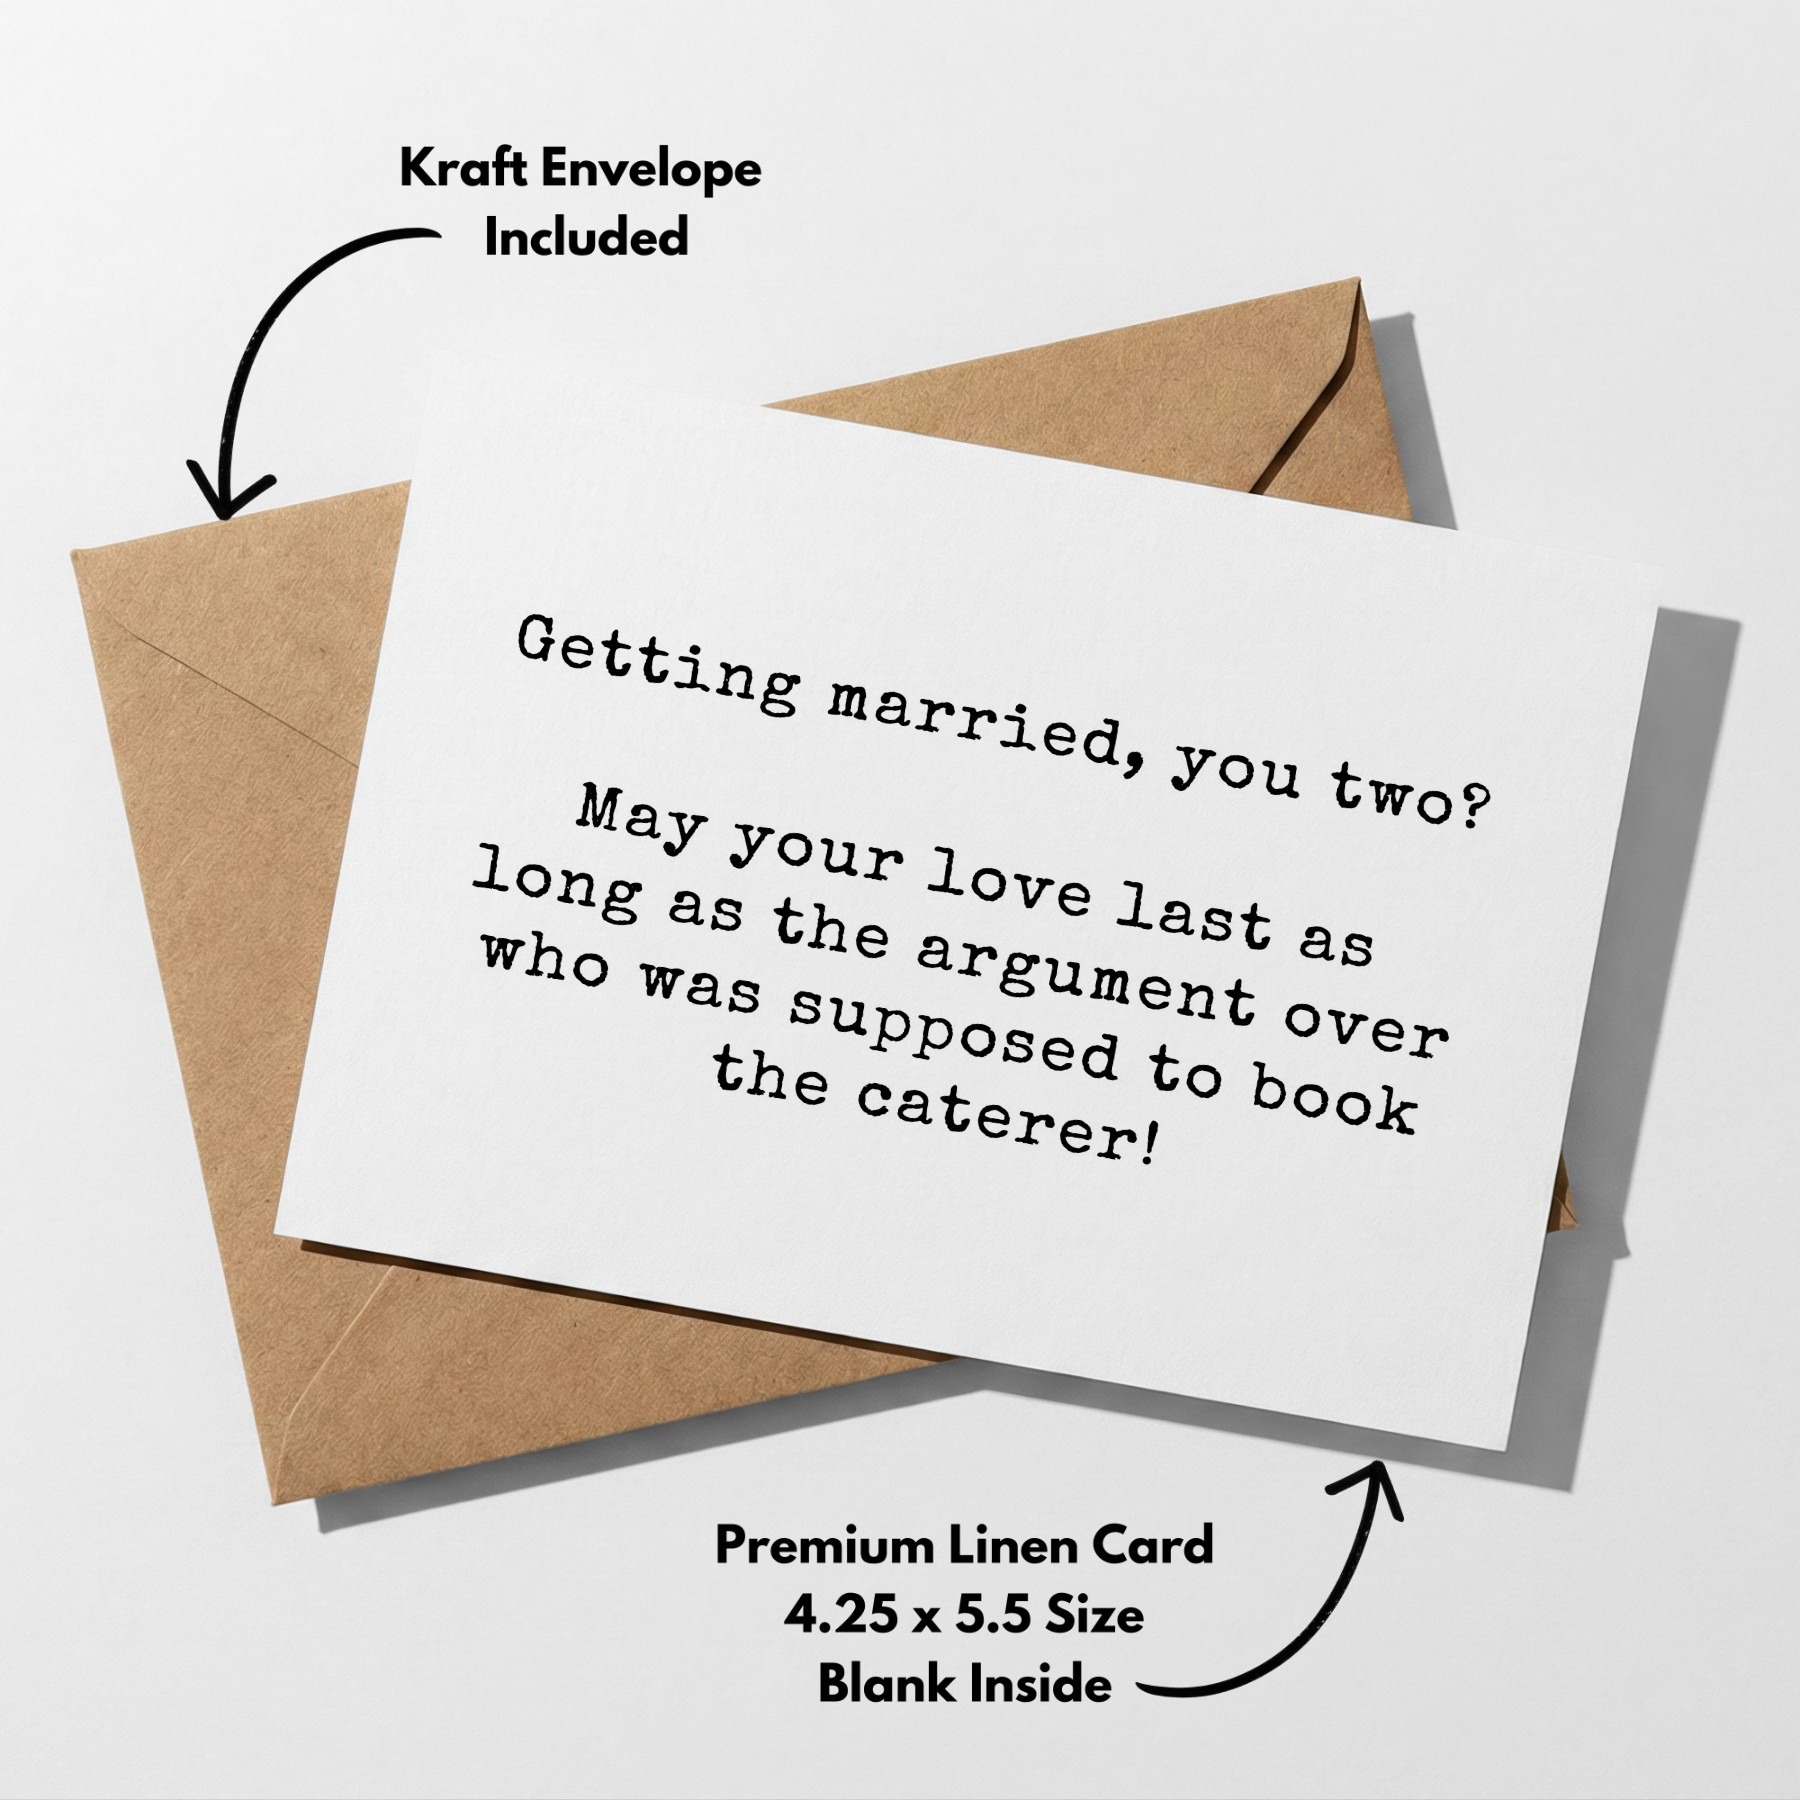 Kraft Envelope
Included
Getting married, you two?
May your love last as
long as the argument over
who was supposed to book
the caterer!
Premium Linen Card
4.25 x 5.5 Size
Blank Inside